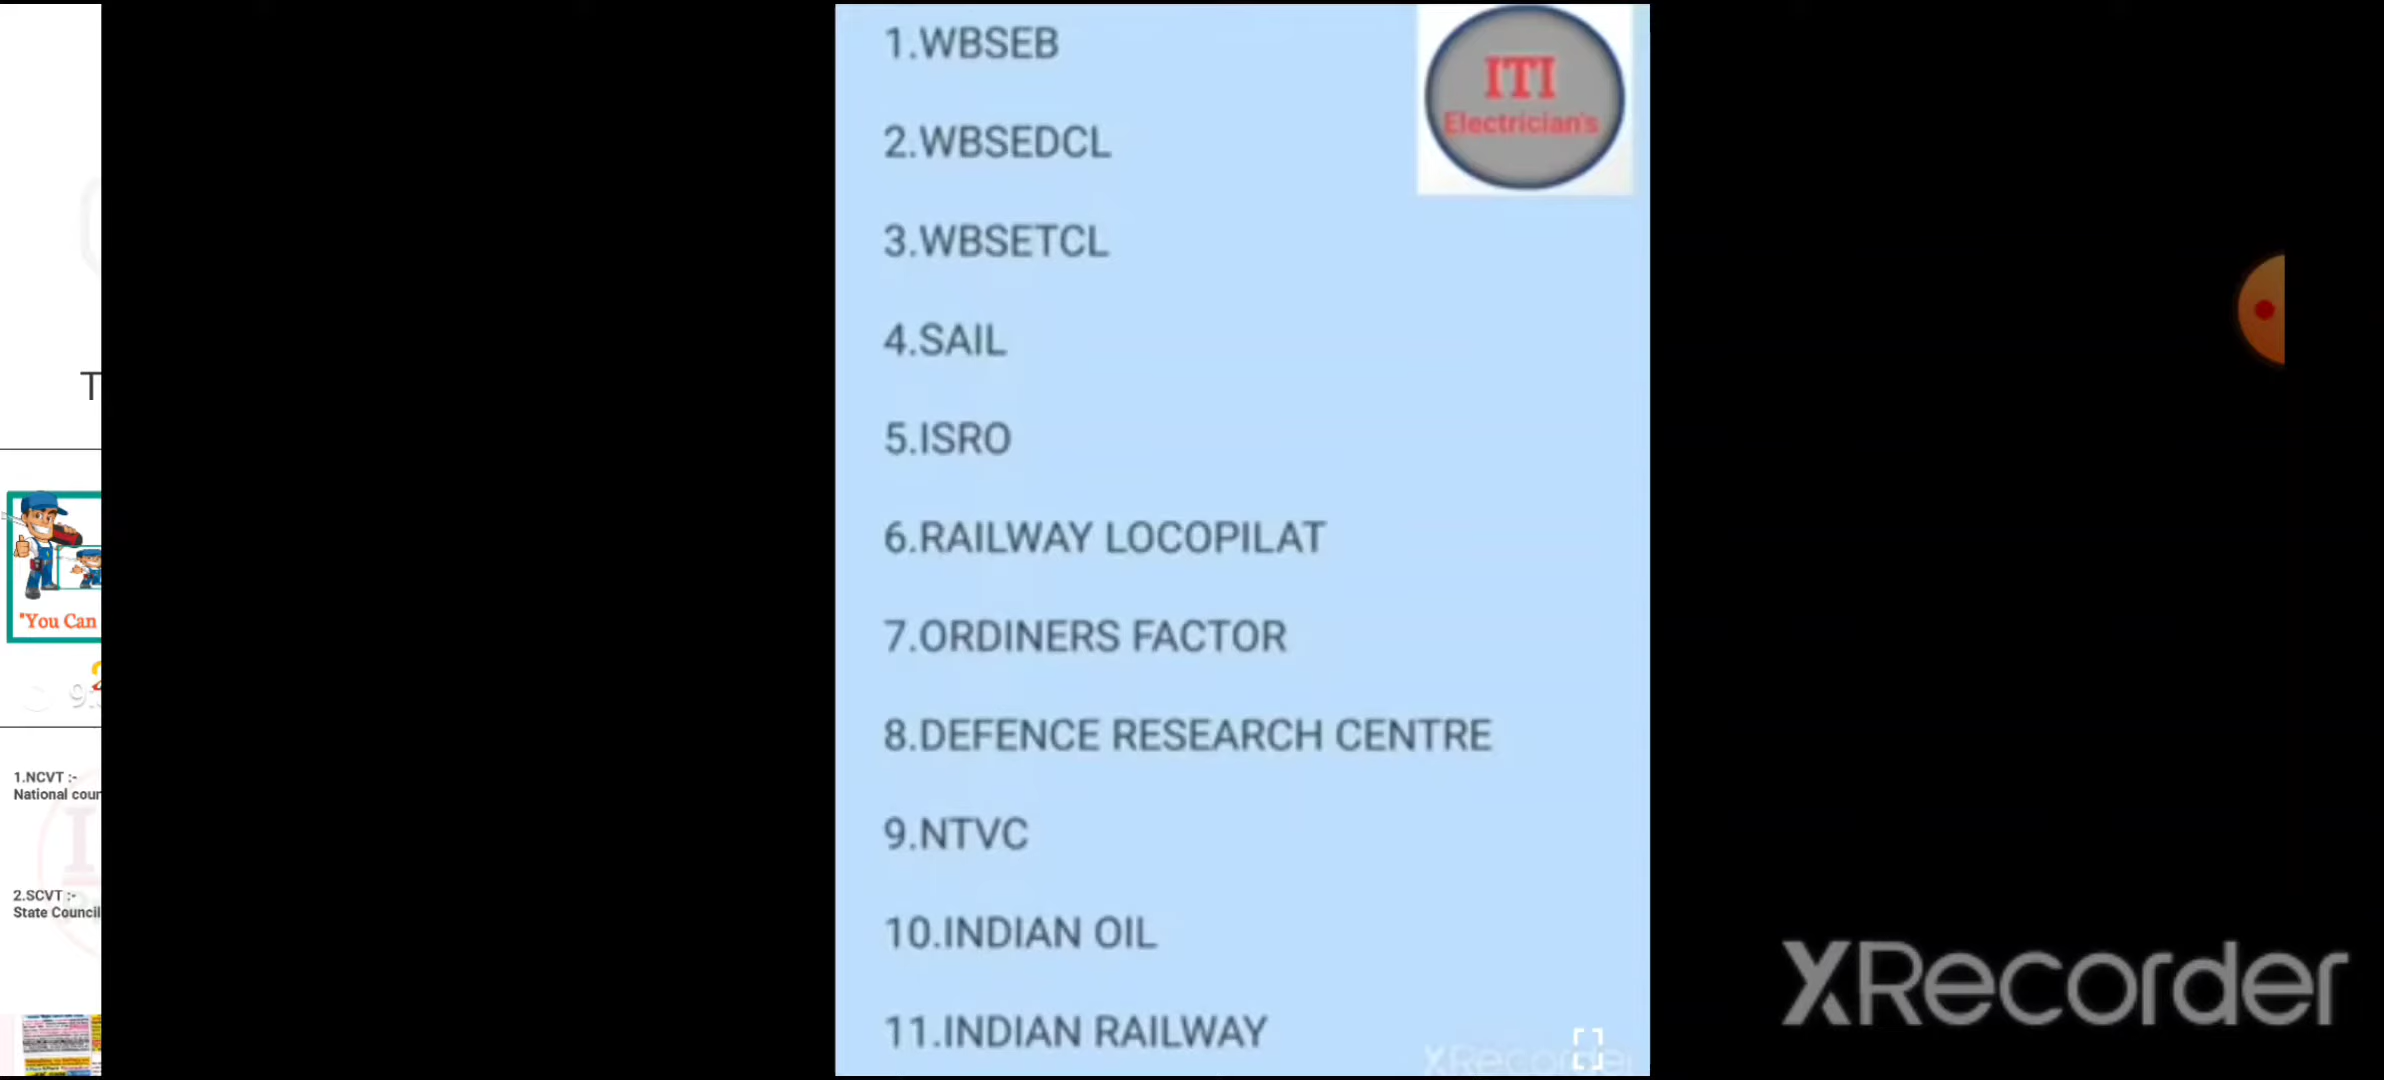 1.WBSEB
2.WBSEDCL
3.WBSETCL
4.SAIL
5.ISRO
6.RAILWAY LOCOPILAT
7.ORDINERS FACTOR
8.DEFENCE RESEARCH CENTRE
9.NTVC
10.INDIAN OIL
11.INDIAN RAILWAY
ITI
Electrician's
T
"You Can
1.NCVT :-
National coun
2.SCVT :-
State Council
XRecorder
XRecorder